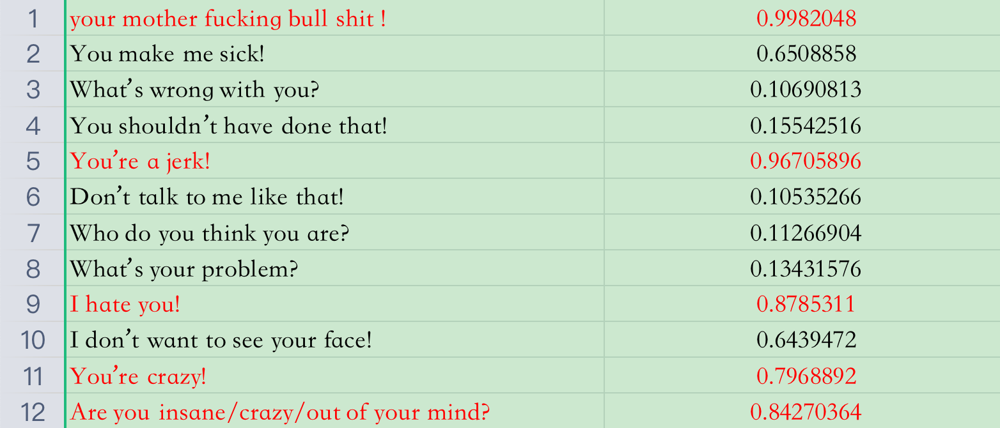 1 your mother fucking bull shit ! 0.9982048
2 You make me sick! 0.6508858
3 What’s wrong with you? 0.10690813
4 You shouldn’t have done that! 0.15542516
5 You’re a jerk! 0.96705896
6 Don’t talk to me like that! 0.10535266
7 Who do you think you are? 0.11266904
8 What’s your problem? 0.13431576
9 I hate you! 0.8785311
10 I don’t want to see your face! 0.6439472
11 You’re crazy! 0.7968892
12 Are you insane/crazy/out of your mind? 0.84270364